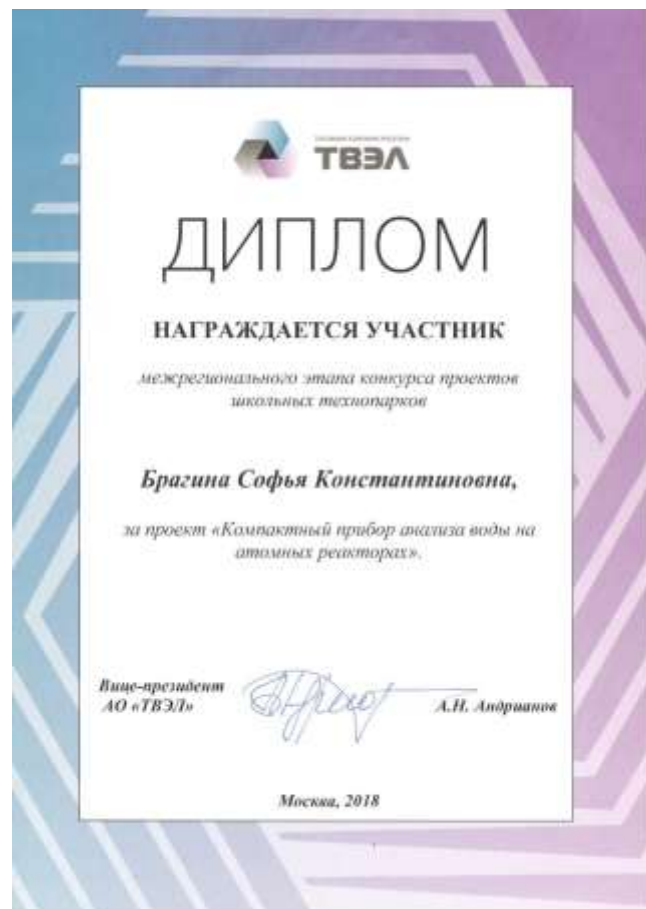 ТВЭЛ
ДИПЛОМ
НАГРАЖДАЕТСЯ УЧАСТНИК
межрегионального этапа конкурса проектов
школьных технопарков
Брагина Софья Константиновна,
за проект «Компактный прибор анализа воды на
атомных реакторах».
Вице-президент
АО «ТВЭЛ»
А.Н. Андрианов
Москва, 2018